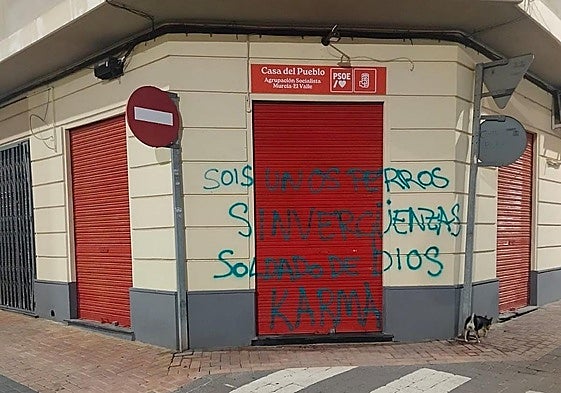 Casa del Pueblo
Agrupación Socialista
Murcia-El Valle
PSOE
SOIS UNOS PERROS
SINVERGÜENZAS
SOLDADO DE DIOS
KARMA